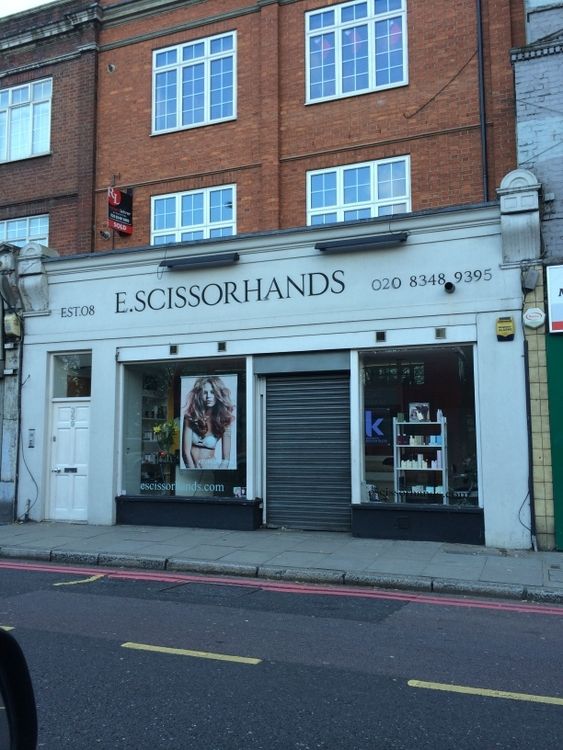 EST.08 E.SCISSORHANDS 020 8348 9395
SOLD
escissorhands.com
k